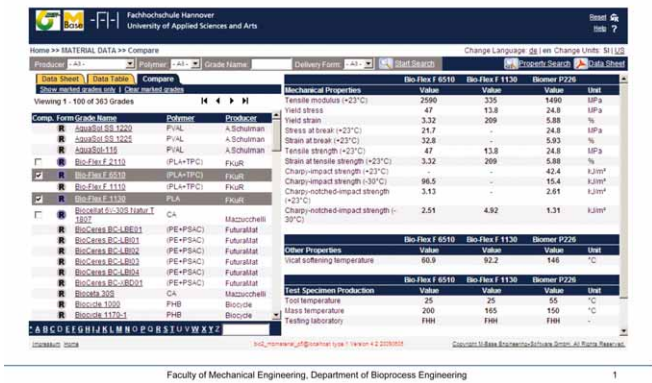 Base
-F-
Fachhochschule Hannover
University of Applied Sciences and Arts
Reset
Help ?
Home >> MATERIAL DATA >> Compare
Change Language: de | en Change Units: SI | US
Producer - All - Polymer - All - Grade Name: Delivery Form: - All - Start Search Property Search Data Sheet
Data Sheet Data Table Compare
Show marked grades only | Clear marked grades
Viewing 1 - 100 of 363 Grades
Comp. Form Grade Name Polymer Producer
R AquaSol SS 1220 PVAL A.Schulman
R AquaSol SS 1225 PVAL A.Schulman
R AquaSol-116 PVAL A.Schulman
R Bio-Flex F 2110 (PLA+TPC) FKuR
R Bio-Flex F 6510 (PLA+TPC) FKuR
R Bio-Flex F 1110 (PLA+TPC) FKuR
R Bio-Flex F 1130 PLA FKuR
R Biocellat 6V-30S Natur T 1807 CA Mazzucchelli
R BioCeres BC-LBE01 (PE+PSAC) FuturaMat
R BioCeres BC-LBI01 (PE+PSAC) FuturaMat
R BioCeres BC-LBI02 (PE+PSAC) FuturaMat
R BioCeres BC-LBI03 (PE+PSAC) FuturaMat
R BioCeres BC-LBI04 (PE+PSAC) FuturaMat
R BioCeres BC-XBD01 (PE+PSAC) FuturaMat
R Bioceta 30S CA Mazzucchelli
R Biocycle 1000 PHB Biocycle
R Biocycle 1170-1 PHB Biocycle
A B C D E F G H I J K L M N O P Q R S T U V W X Y Z
Bio-Flex F 6510 Bio-Flex F 1130 Biomer P226
Mechanical Properties Value Value Value Unit
Tensile modulus (+23°C) 2590 335 1490 MPa
Yield stress 47 13.8 24.8 MPa
Yield strain 3.32 209 5.88 %
Stress at break (+23°C) 21.7 - 24.8 MPa
Strain at break (+23°C) 32.8 - 5.93 %
Tensile strength (+23°C) 47 13.8 24.8 MPa
Strain at tensile strength (+23°C) 3.32 209 5.88 %
Charpy-impact strength (+23°C) - - 42.4 kJ/m²
Charpy-impact strength (-30°C) 96.5 - 15.4 kJ/m²
Charpy-notched-impact strength (+23°C) 3.13 - 2.61 kJ/m²
Charpy-notched-impact strength (-30°C) 2.51 4.92 1.31 kJ/m²
Bio-Flex F 6510 Bio-Flex F 1130 Biomer P226
Other Properties Value Value Value Unit
Vicat softening temperature 60.9 92.2 146 °C
Bio-Flex F 6510 Bio-Flex F 1130 Biomer P226
Test Specimen Production Value Value Value Unit
Tool temperature 25 25 55 °C
Mass temperature 200 165 150 °C
Testing laboratory FHH FHH FHH -
Impressum Home
Copyright M-Base Engineering+Software GmbH. All Rights Reserved.
Faculty of Mechanical Engineering, Department of Bioprocess Engineering 1